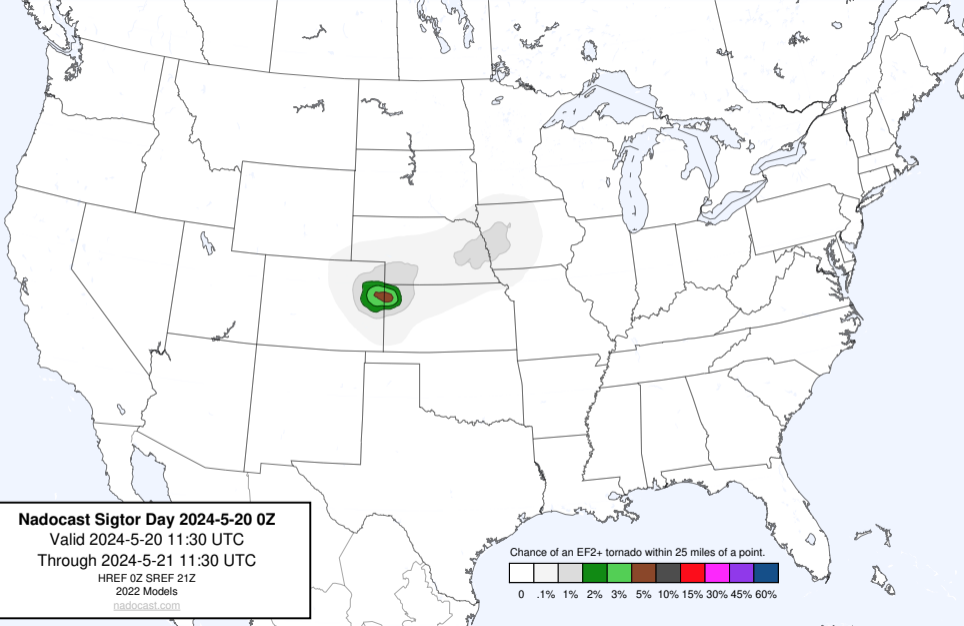 Nadocast Sigtor Day 2024-5-20 0Z
Valid 2024-5-20 11:30 UTC
Through 2024-5-21 11:30 UTC
HREF 0Z SREF 21Z
2022 Models
nadocast.com
Chance of an EF2+ tornado within 25 miles of a point.
0 .1% 1% 2% 3% 5% 10% 15% 30% 45% 60%